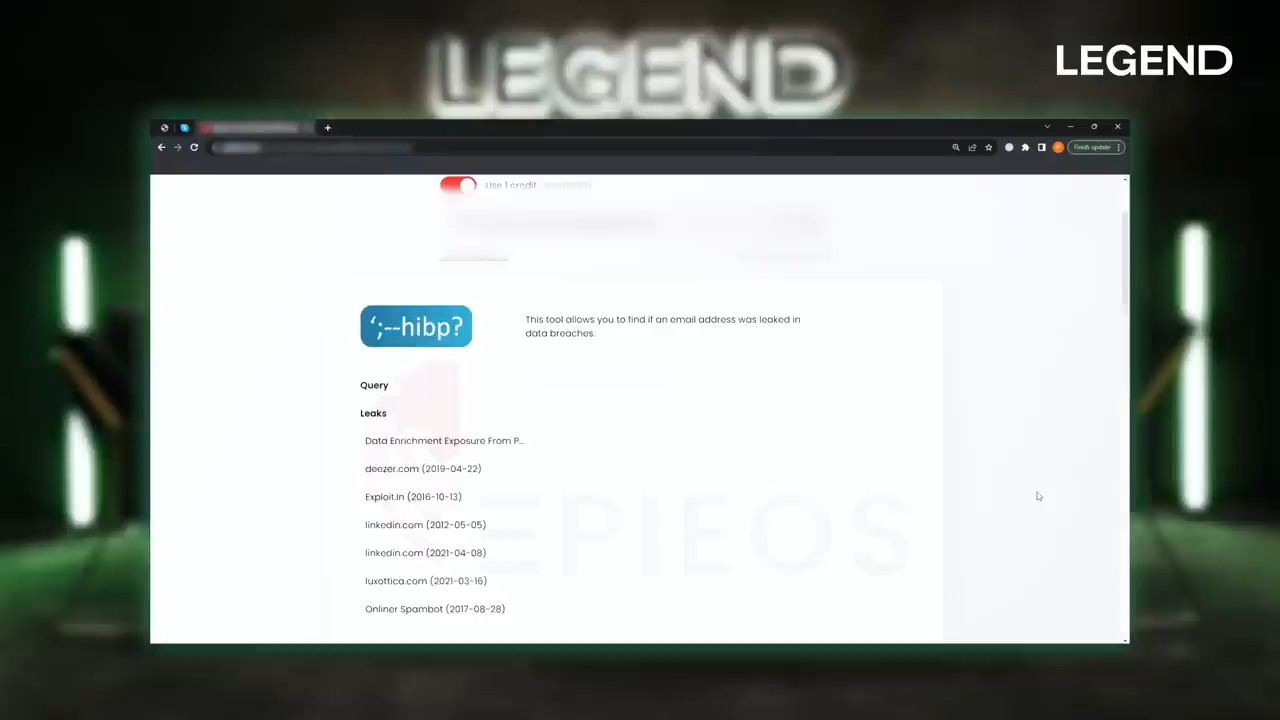 LEGEND
LEGEND
Finish update
Use 1 credit
';--hibp?
This tool allows you to find if an email address was leaked in
data breaches.
Query
Leaks
Data Enrichment Exposure From P...
deezer.com (2019-04-22)
Exploit.In (2016-10-13)
linkedin.com (2012-05-05)
linkedin.com (2021-04-08)
luxottica.com (2021-03-16)
Onliner Spambot (2017-08-28)
EPIEOS